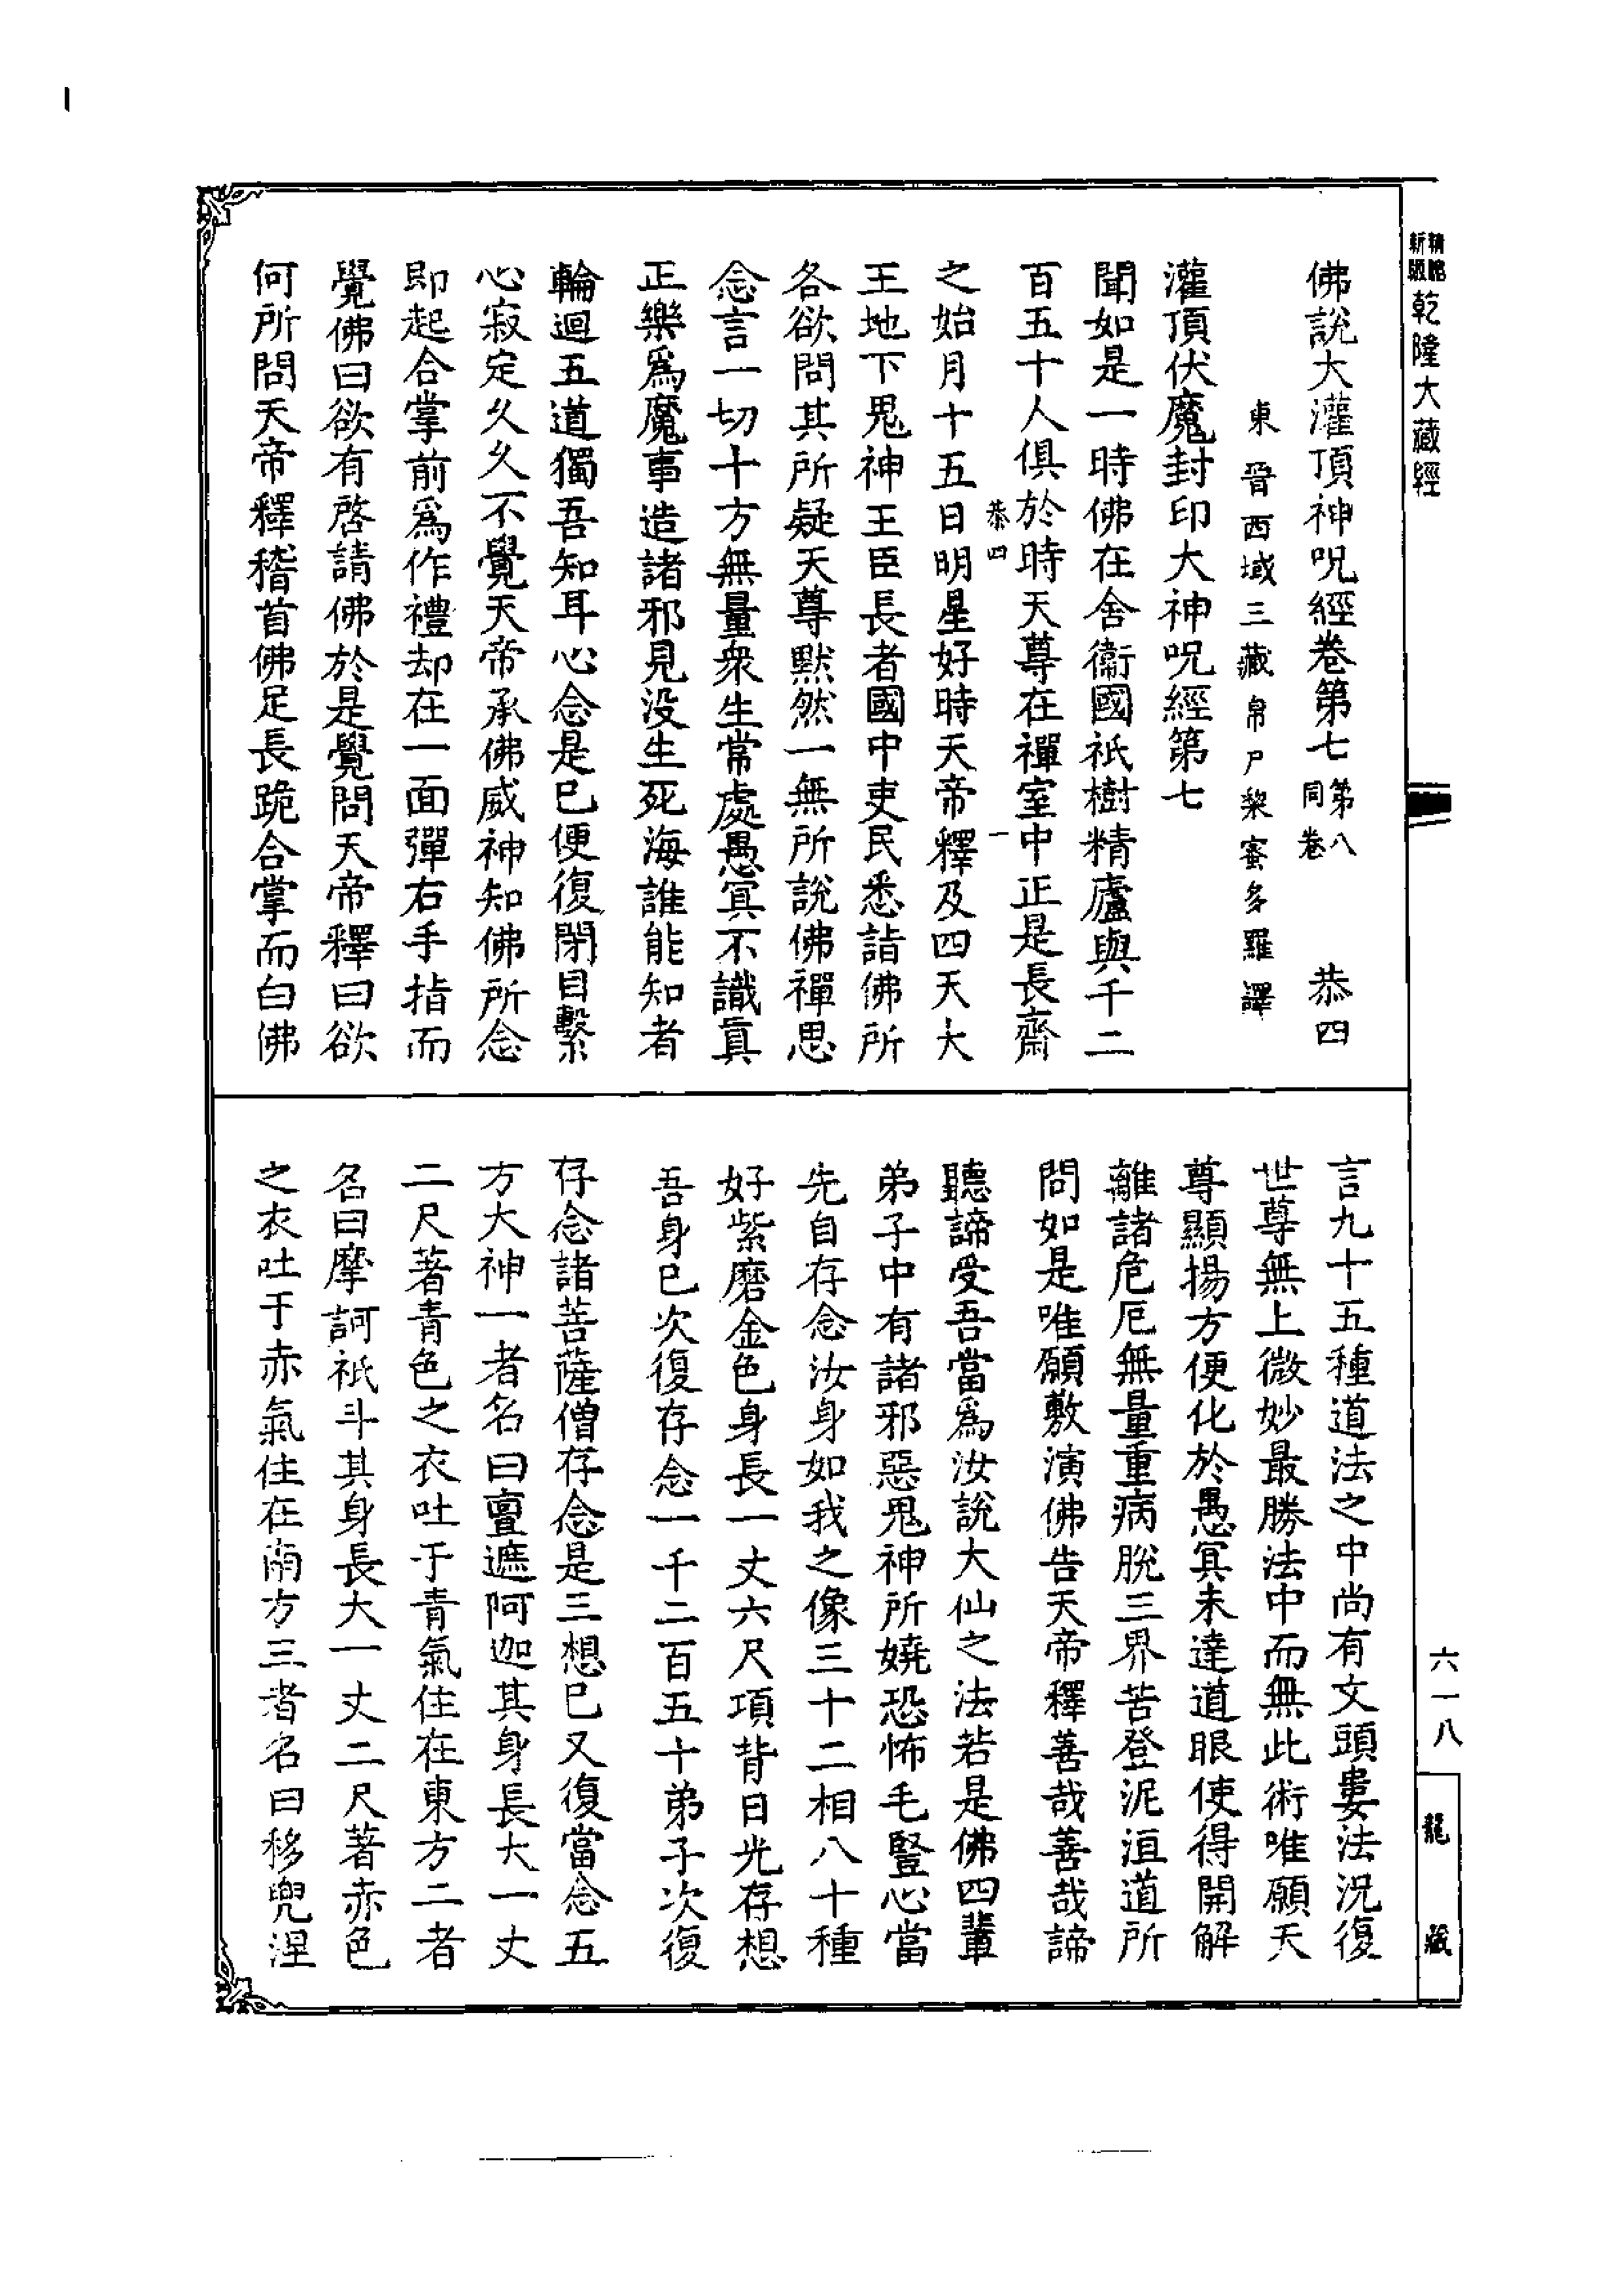 乾隆大藏經
佛說大灌頂神呪經卷第七 第八同卷 恭四
東晉西域三藏帛尸黎蜜多羅譯
灌頂伏魔封印大神呪經第七
聞如是一時佛在舍衞國祇樹精廬與千二
百五十人俱於時天尊在禪室中正是長齋
恭四 一
之始月十五日明星好時天帝釋及四天大
王地下鬼神王臣長者國中吏民悉詣佛所
各欲問其所疑天尊默然一無所說佛禪思
念言一切十方無量衆生常處愚冥不識眞
正樂爲魔事造諸邪見没生死海誰能知者
輪迴五道獨吾知耳心念是已便復閉目繫
心寂定久久不覺天帝承佛威神知佛所念
即起合掌前爲作禮却在一面彈右手指而
覺佛曰欲有啓請佛於是覺問天帝釋曰欲
何所問天帝釋稽首佛足長跪合掌而白佛
言九十五種道法之中尚有文頭婁法況復
世尊無上微妙最勝法中而無此術唯願天
尊顯揚方便化於愚冥未達道眼使得開解
離諸危厄無量重病脫三界苦登泥洹道所
問如是唯願敷演佛告天帝釋善哉善哉諦
聽諦受吾當爲汝說大仙之法若是佛四輩
弟子中有諸邪惡鬼神所嬈恐怖毛豎心當
先自存念汝身如我之像三十二相八十種
好紫磨金色身長一丈六尺項背日光存想
吾身已次復存念一千二百五十弟子次復
存念諸菩薩僧存念是三想已又復當念五
方大神一者名曰亶遮阿迦其身長大一丈
二尺著青色之衣吐于青氣住在東方二者
名曰摩訶祇斗其身長大一丈二尺著赤色
之衣吐于赤氣住在南方三者名曰移兜涅
六一八
龍藏